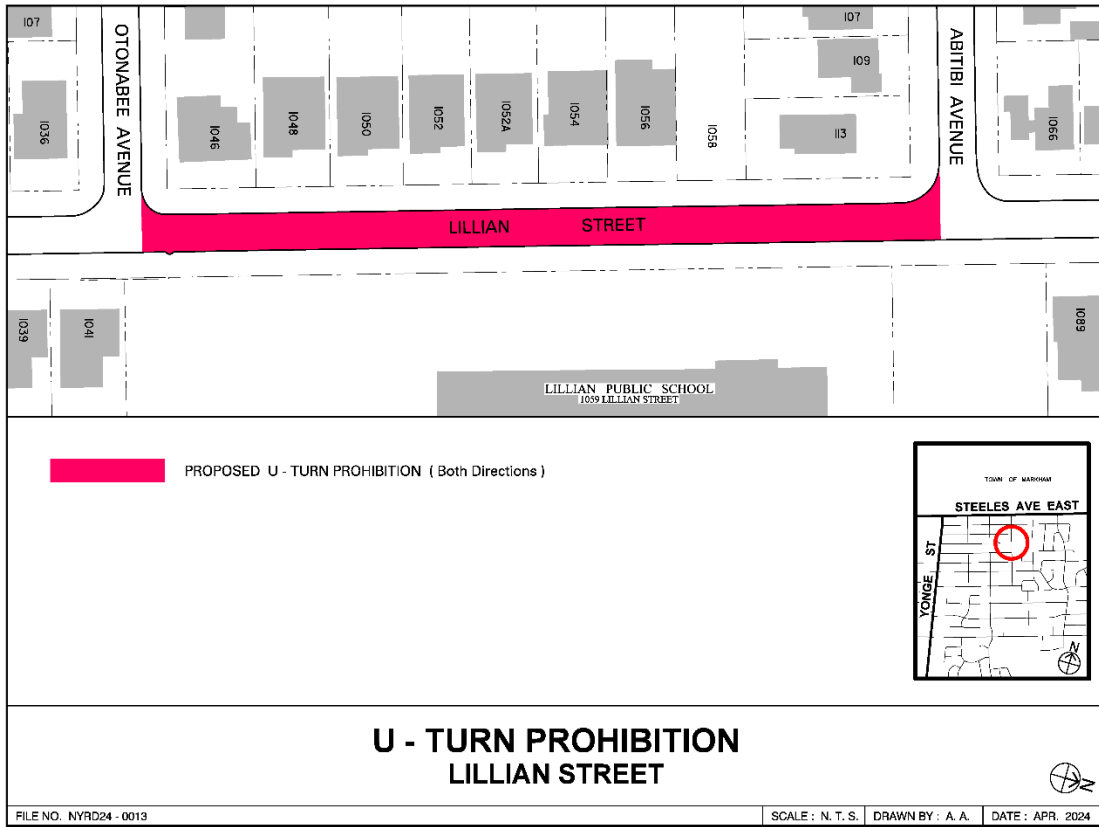 107
OTONABEE AVENUE
107
ABITIBI AVENUE
109
1036
1046
1048
1050
1052
1052A
1054
1056
1058
113
1066
LILLIAN STREET
1039
1041
1089
LILLIAN PUBLIC SCHOOL
1059 LILLIAN STREET
PROPOSED U - TURN PROHIBITION ( Both Directions )
TOWN OF MARKHAM
STEELES AVE EAST
YONGE ST
N
U - TURN PROHIBITION
LILLIAN STREET
N
FILE NO. NYRD24 - 0013
SCALE : N. T. S.
DRAWN BY : A. A.
DATE : APR. 2024